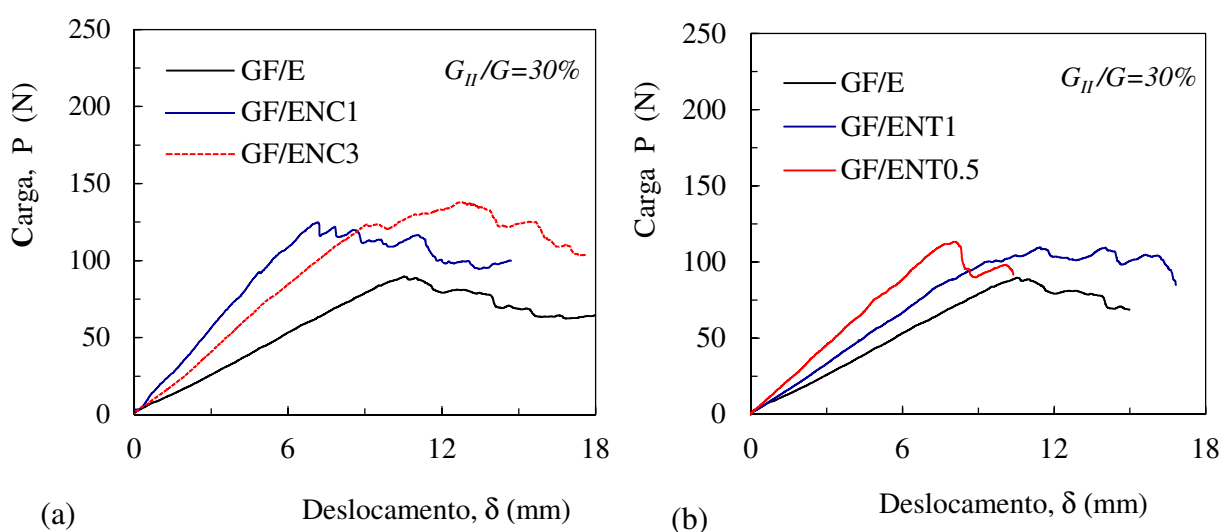 250
200
150
100
50
0
Carga, P (N)
GF/E
GF/ENC1
GF/ENC3
G_II/G=30%
0 6 12 18
(a) Deslocamento, δ (mm)
250
200
150
100
50
0
Carga P (N)
GF/E
GF/ENT1
GF/ENT0.5
G_II/G=30%
0 6 12 18
(b) Deslocamento, δ (mm)